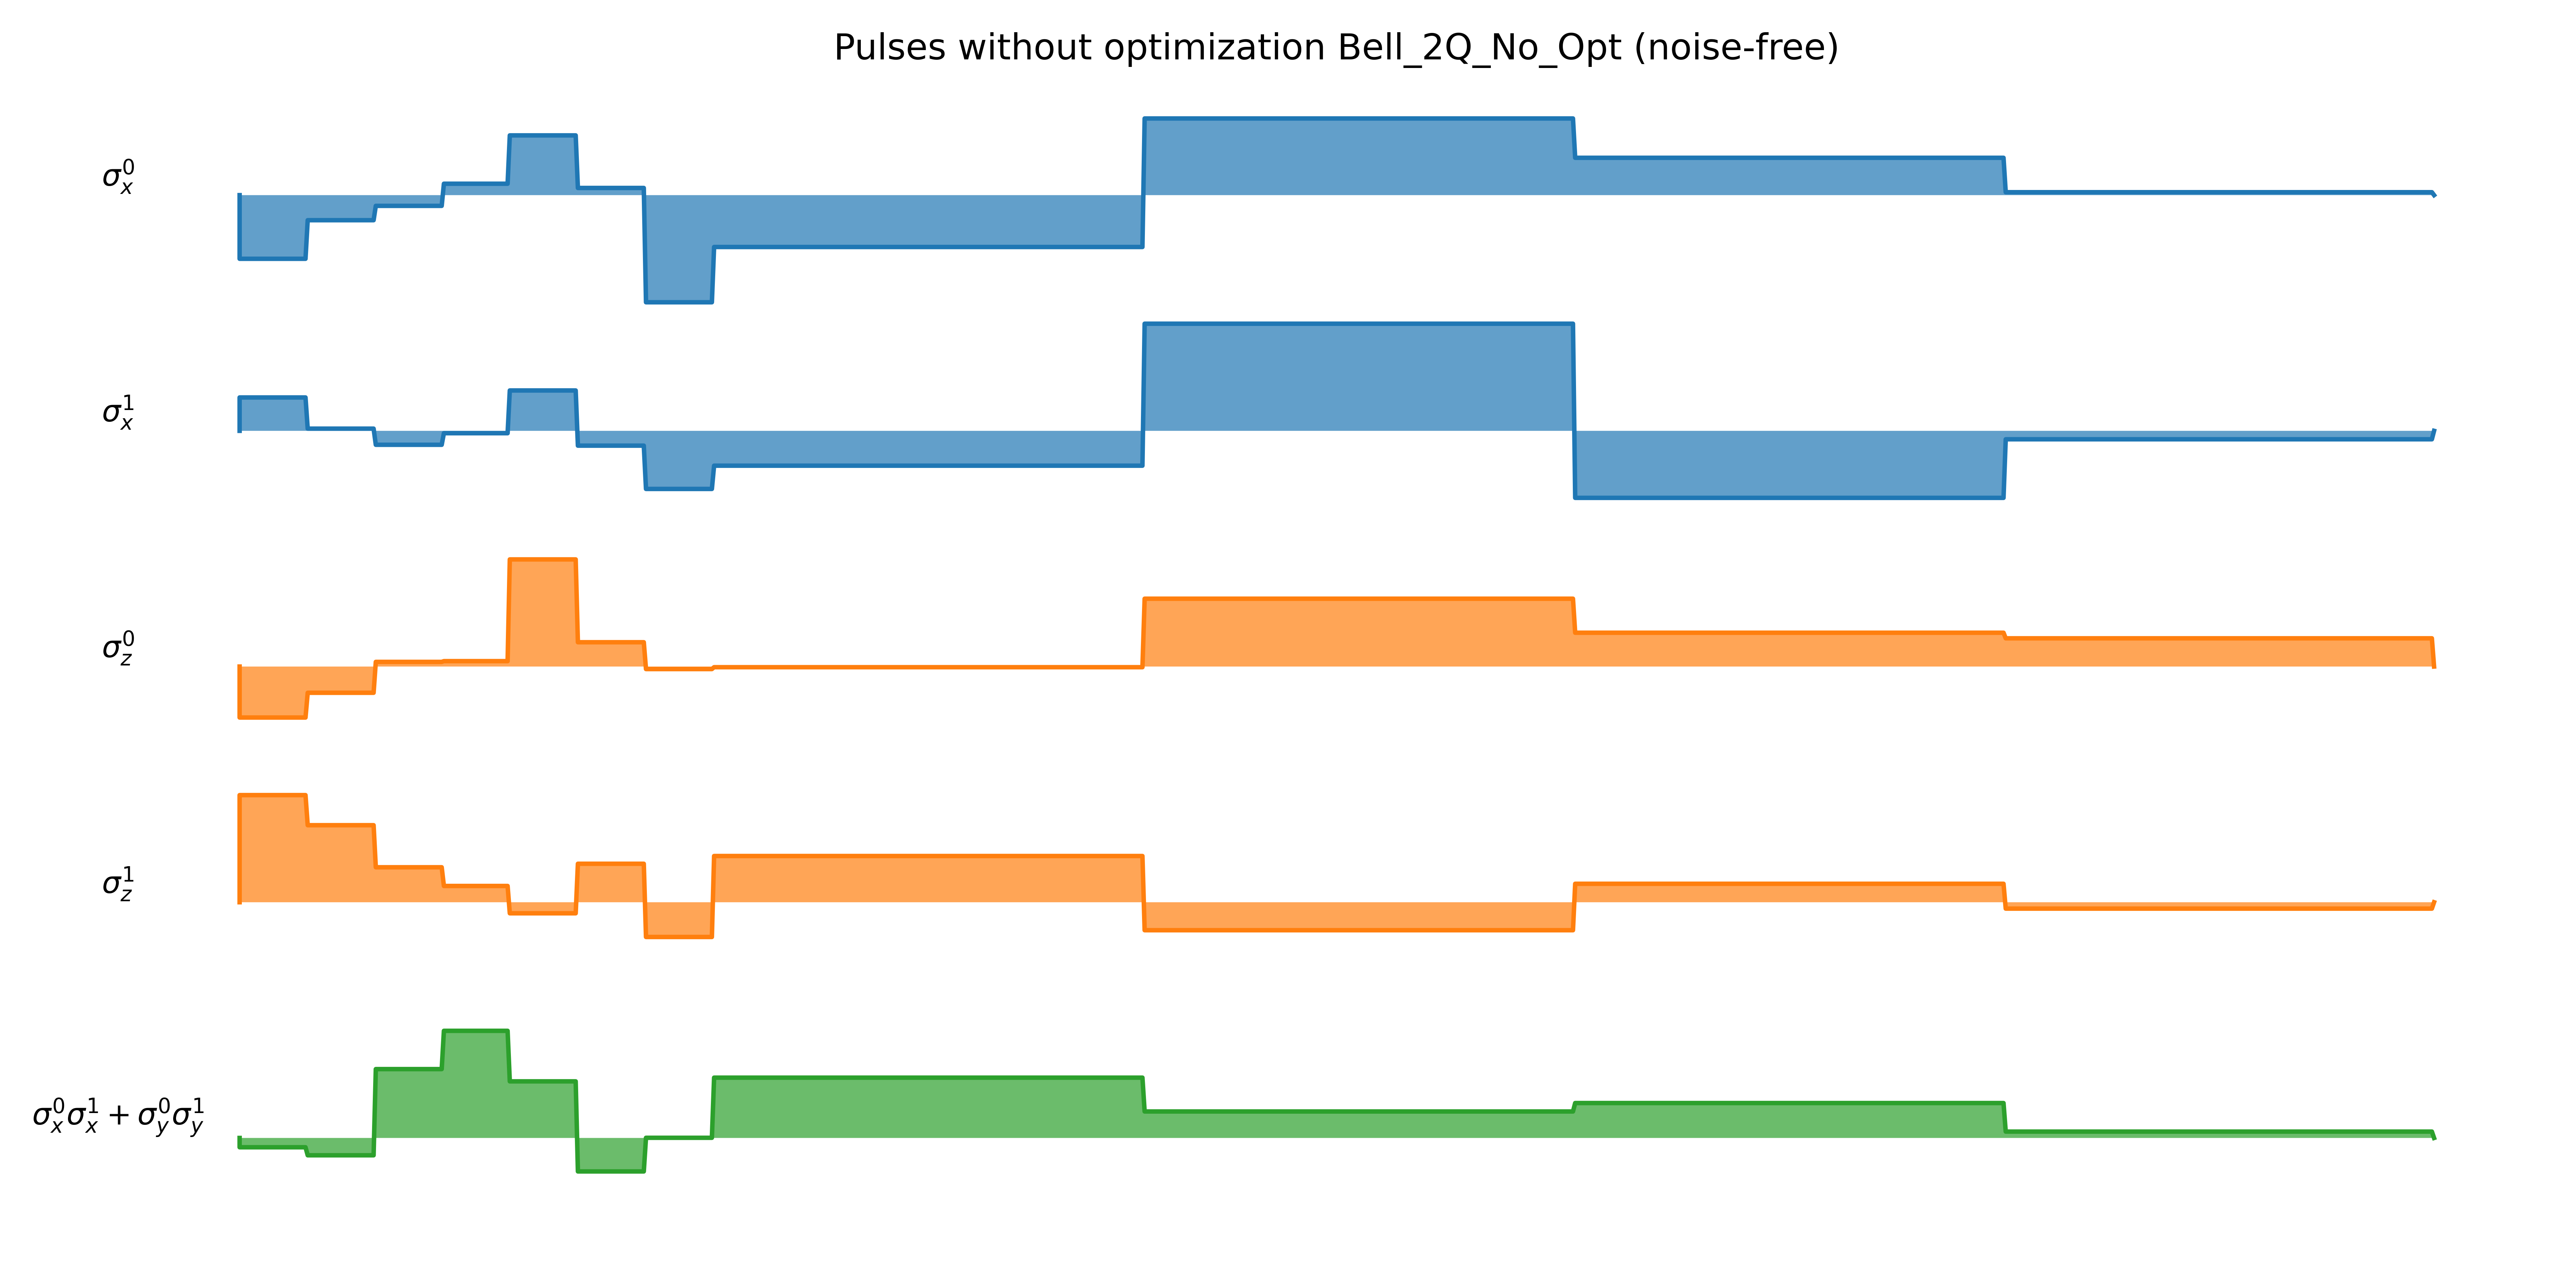 Pulses without optimization Bell_2Q_No_Opt (noise-free)
σ_x^0
σ_x^1
σ_z^0
σ_z^1
σ_x^0σ_x^1 + σ_y^0σ_y^1